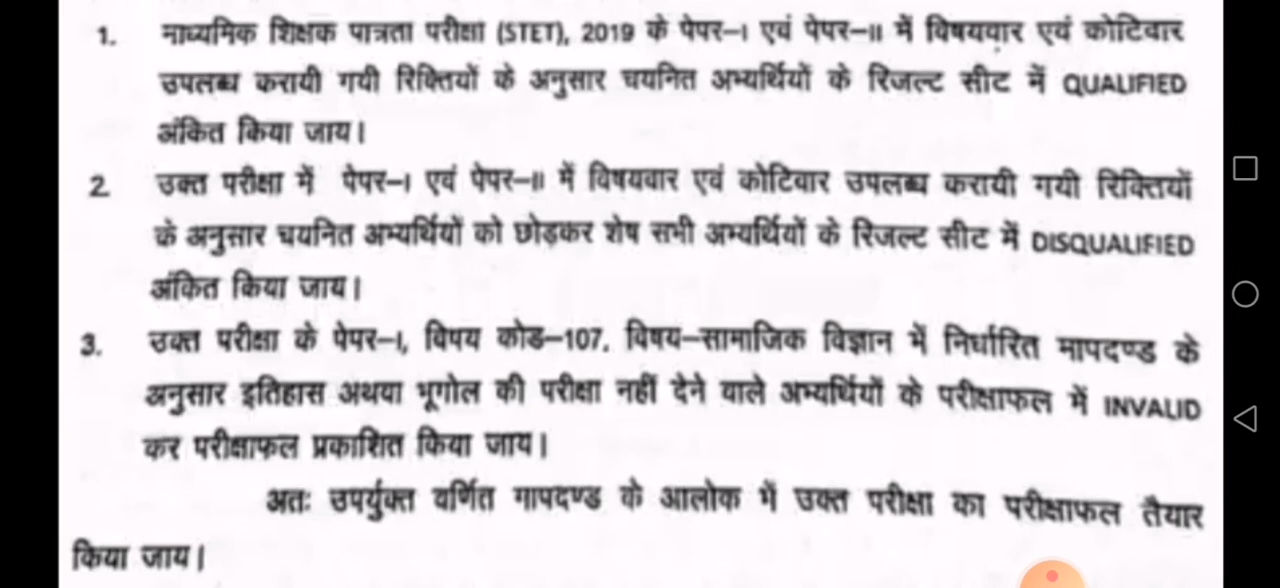 1. माध्यमिक शिक्षक पात्रता परीक्षा (STET), 2019 के पेपर-I एवं पेपर-II में विषयवार एवं कोटिवार
उपलब्ध करायी गयी रिक्तियों के अनुसार चयनित अभ्यर्थियों के रिजल्ट सीट में QUALIFIED
अंकित किया जाय।
2 उक्त परीक्षा में पेपर-I एवं पेपर-II में विषयवार एवं कोटिवार उपलब्ध करायी गयी रिक्तियों
के अनुसार चयनित अभ्यर्थियों को छोड़कर शेष सभी अभ्यर्थियों के रिजल्ट सीट में DISQUALIFIED
अंकित किया जाय।
3. उक्त परीक्षा के पेपर-I, विषय कोड-107, विषय-सामाजिक विज्ञान में निर्धारित मापदण्ड के
अनुसार इतिहास अथवा भूगोल की परीक्षा नहीं देने वाले अभ्यर्थियों के परीक्षाफल में INVALID
कर परीक्षाफल प्रकाशित किया जाय।
अतः उपर्युक्त वर्णित मापदण्ड के आलोक में उक्त परीक्षा का परीक्षाफल तैयार
किया जाय।